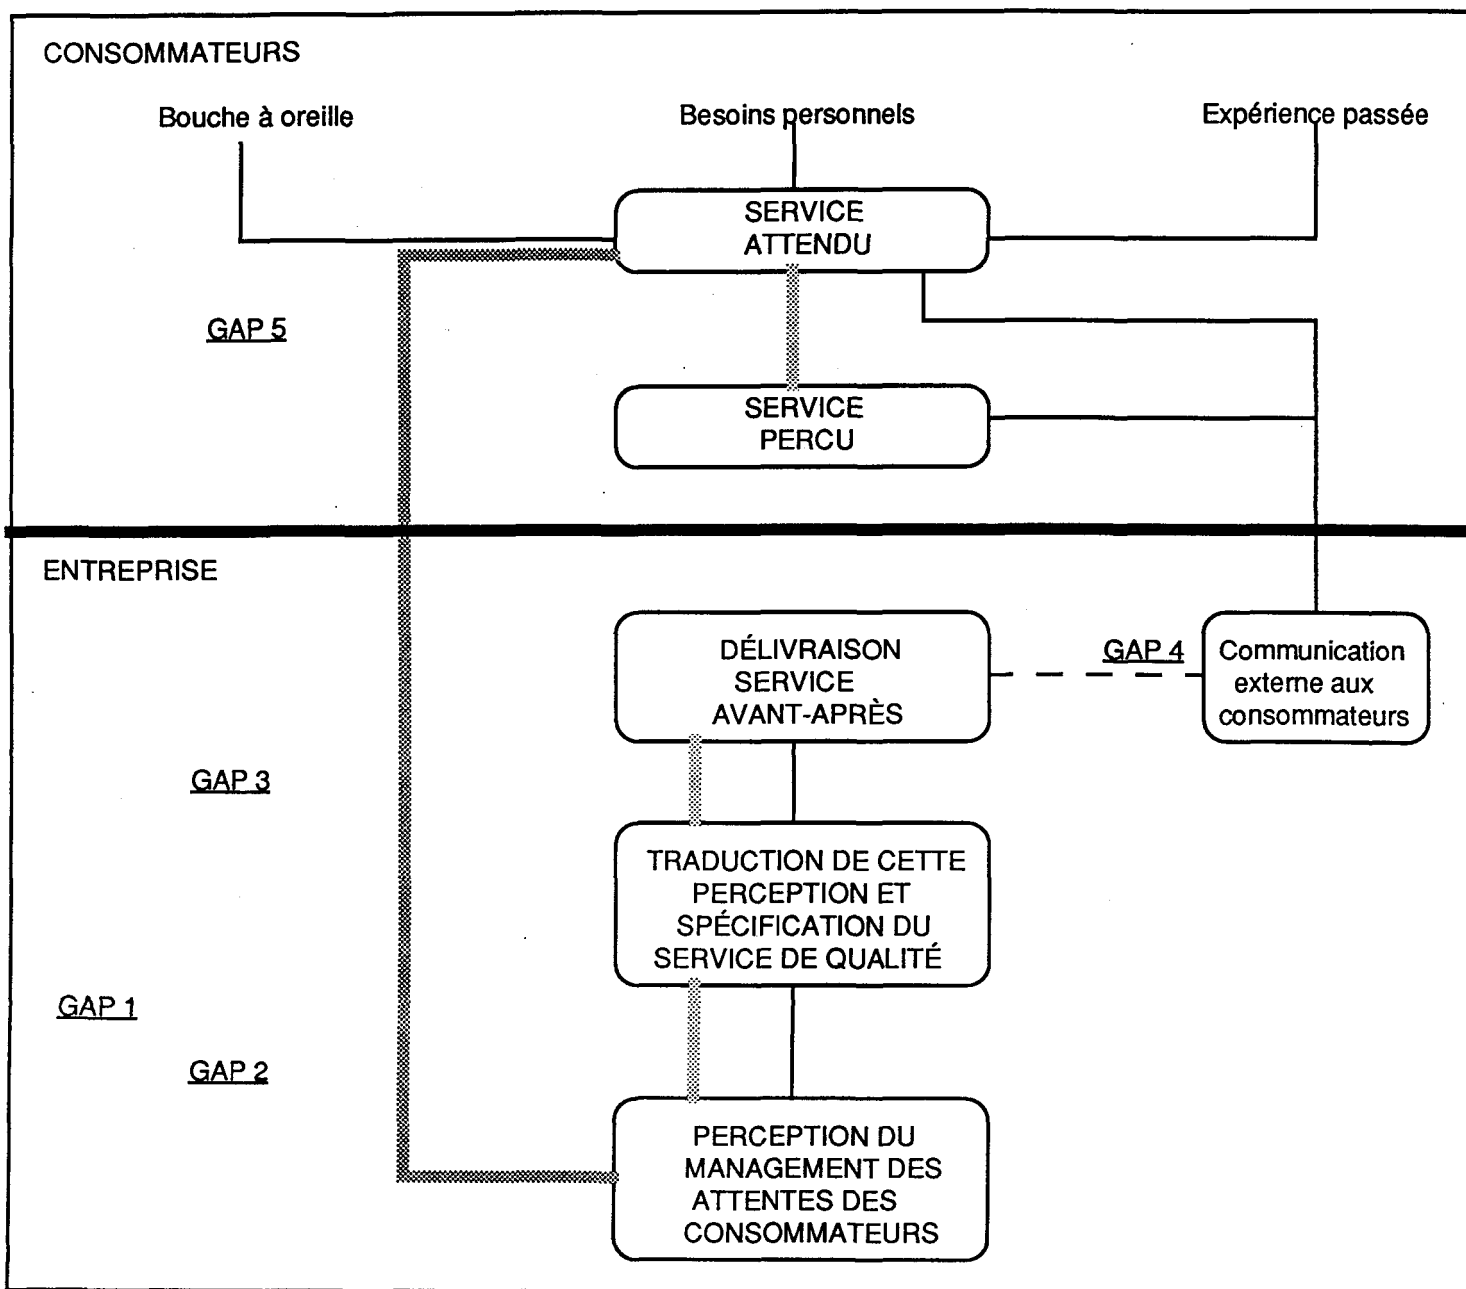 CONSOMMATEURS
Bouche à oreille
Besoins personnels
Expérience passée
SERVICE
ATTENDU
GAP 5
SERVICE
PERCU
ENTREPRISE
DÉLIVRAISON
SERVICE
AVANT-APRÈS
GAP 4
Communication
externe aux
consommateurs
GAP 3
TRADUCTION DE CETTE
PERCEPTION ET
SPÉCIFICATION DU
SERVICE DE QUALITÉ
GAP 1
GAP 2
PERCEPTION DU
MANAGEMENT DES
ATTENTES DES
CONSOMMATEURS